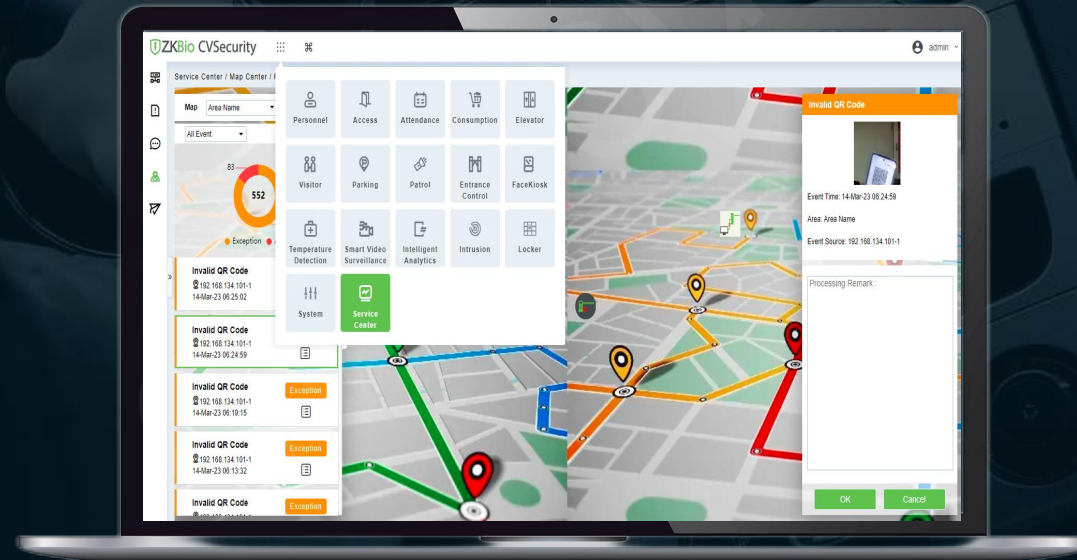 ZKBio CVSecurity
admin
Service Center / Map Center /
Map
Area Name
All Event
83
552
Exception
Personnel
Access
Attendance
Consumption
Elevator
Visitor
Parking
Patrol
Entrance
Control
FaceKiosk
Temperature
Detection
Smart Video
Surveillance
Intelligent
Analytics
Intrusion
Locker
System
Service
Center
Invalid QR Code
192.168.134.101-1
14-Mar-23 06:25:02
Invalid QR Code
192.168.134.101-1
14-Mar-23 06:24:59
Invalid QR Code
Exception
192.168.134.101-1
14-Mar-23 06:19:15
Invalid QR Code
Exception
192.168.134.101-1
14-Mar-23 06:13:32
Invalid QR Code
Exception
Invalid QR Code
Event Time: 14-Mar-23 06:24:59
Area: Area Name
Event Source: 192.168.134.101-1
Processing Remark :
OK
Cancel